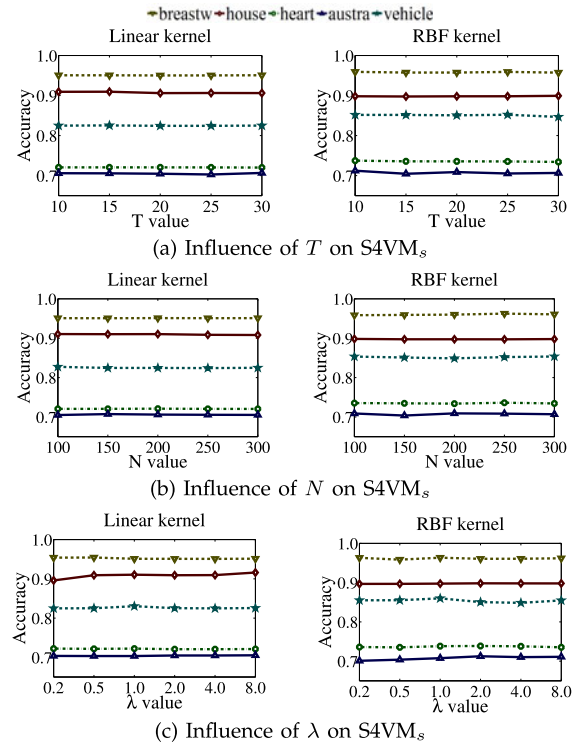 breastw house heart austra vehicle
Linear kernel RBF kernel
1.0 1.0
0.9 0.9
0.8 0.8
0.7 0.7
Accuracy Accuracy
10 15 20 25 30 10 15 20 25 30
T value T value
(a) Influence of T on S4VMs
Linear kernel RBF kernel
1.0 1.0
0.9 0.9
0.8 0.8
0.7 0.7
Accuracy Accuracy
100 150 200 250 300 100 150 200 250 300
N value N value
(b) Influence of N on S4VMs
Linear kernel RBF kernel
1.0 1.0
0.9 0.9
0.8 0.8
0.7 0.7
Accuracy Accuracy
0.2 0.5 1.0 2.0 4.0 8.0 0.2 0.5 1.0 2.0 4.0 8.0
λ value λ value
(c) Influence of λ on S4VMs